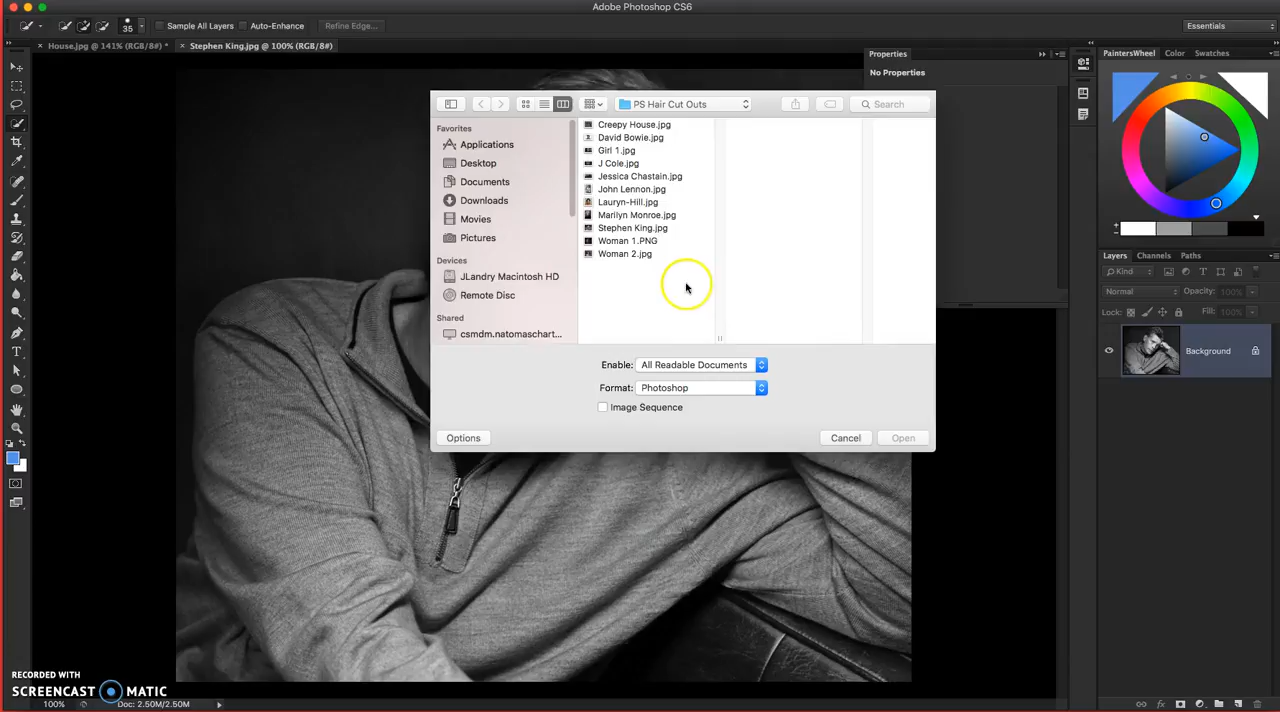 Adobe Photoshop CS6
35
Sample All Layers
Auto-Enhance
Refine Edge...
Essentials
House.jpg @ 141% (RGB/8#) *
Stephen King.jpg @ 100% (RGB/8#)
Properties
No Properties
PaintersWheel
Color
Swatches
PS Hair Cut Outs
Search
Favorites
Applications
Desktop
Documents
Downloads
Movies
Pictures
Devices
JLandry Macintosh HD
Remote Disc
Shared
csmdm.natomaschart...
Creepy House.jpg
David Bowie.jpg
Girl 1.jpg
J Cole.jpg
Jessica Chastain.jpg
John Lennon.jpg
Lauryn-Hill.jpg
Marilyn Monroe.jpg
Stephen King.jpg
Woman 1.PNG
Woman 2.jpg
Enable:
All Readable Documents
Format:
Photoshop
Image Sequence
Options
Cancel
Open
Layers
Channels
Paths
Kind
Normal
Opacity:
100%
Lock:
Fill:
100%
Background
RECORDED WITH
SCREENCAST MATIC
100%
Doc: 2.50M/2.50M